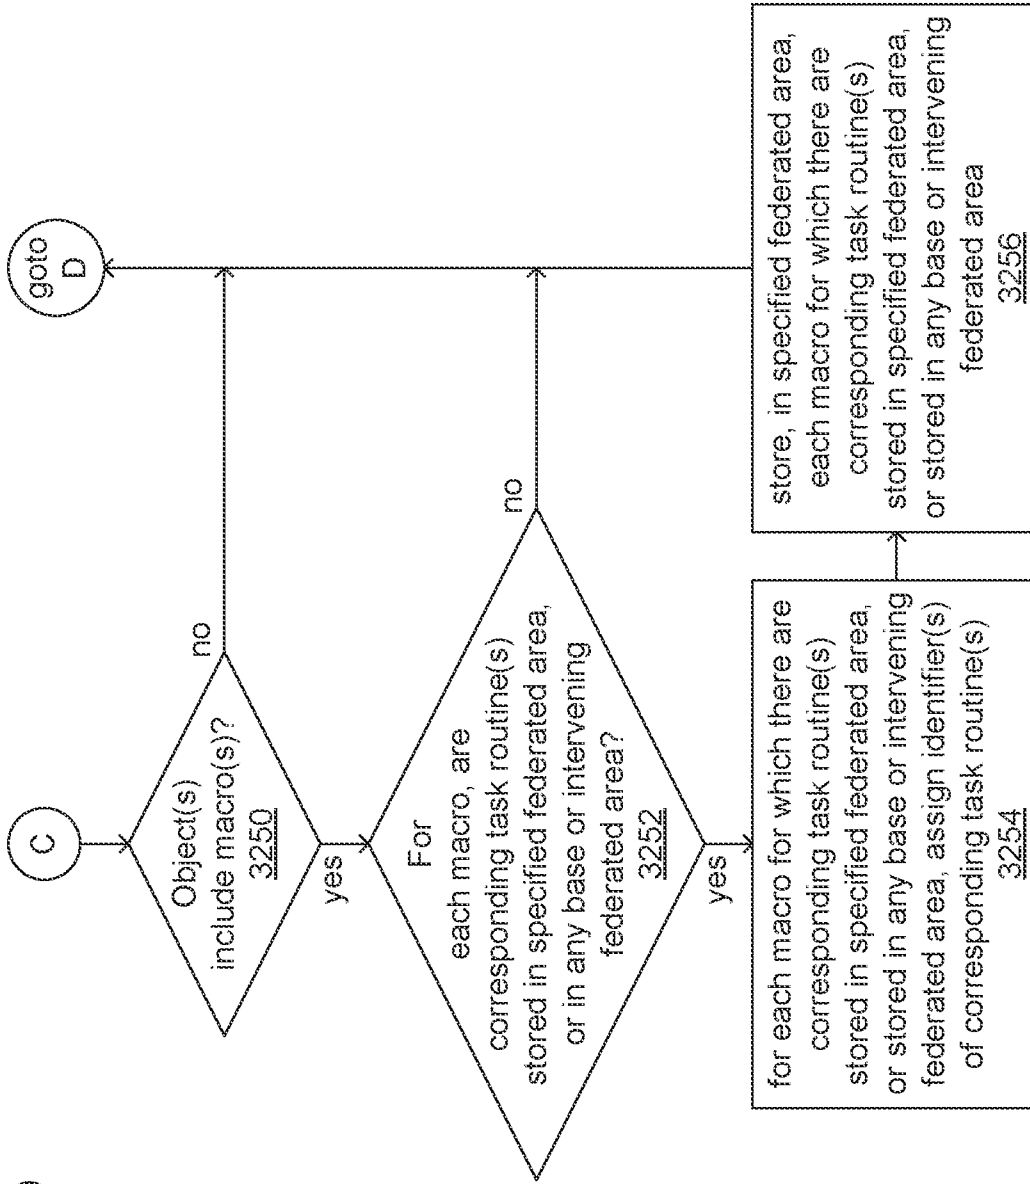 C
Object(s)
include macro(s)?
3250
no
yes
For
each macro, are
corresponding task routine(s)
stored in specified federated area,
or in any base or intervening
federated area?
3252
no
yes
for each macro for which there are
corresponding task routine(s)
stored in specified federated area,
or stored in any base or intervening
federated area, assign identifier(s)
of corresponding task routine(s)
3254
store, in specified federated area,
each macro for which there are
corresponding task routine(s)
stored in specified federated area,
or stored in any base or intervening
federated area
3256
goto
D